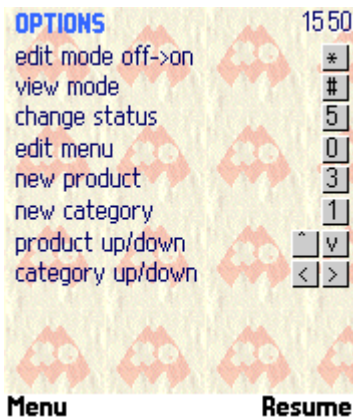 OPTIONS 15 50
edit mode off->on *
view mode #
change status 5
edit menu 0
new product 3
new category 1
product up/down ^ v
category up/down < >
Menu Resume